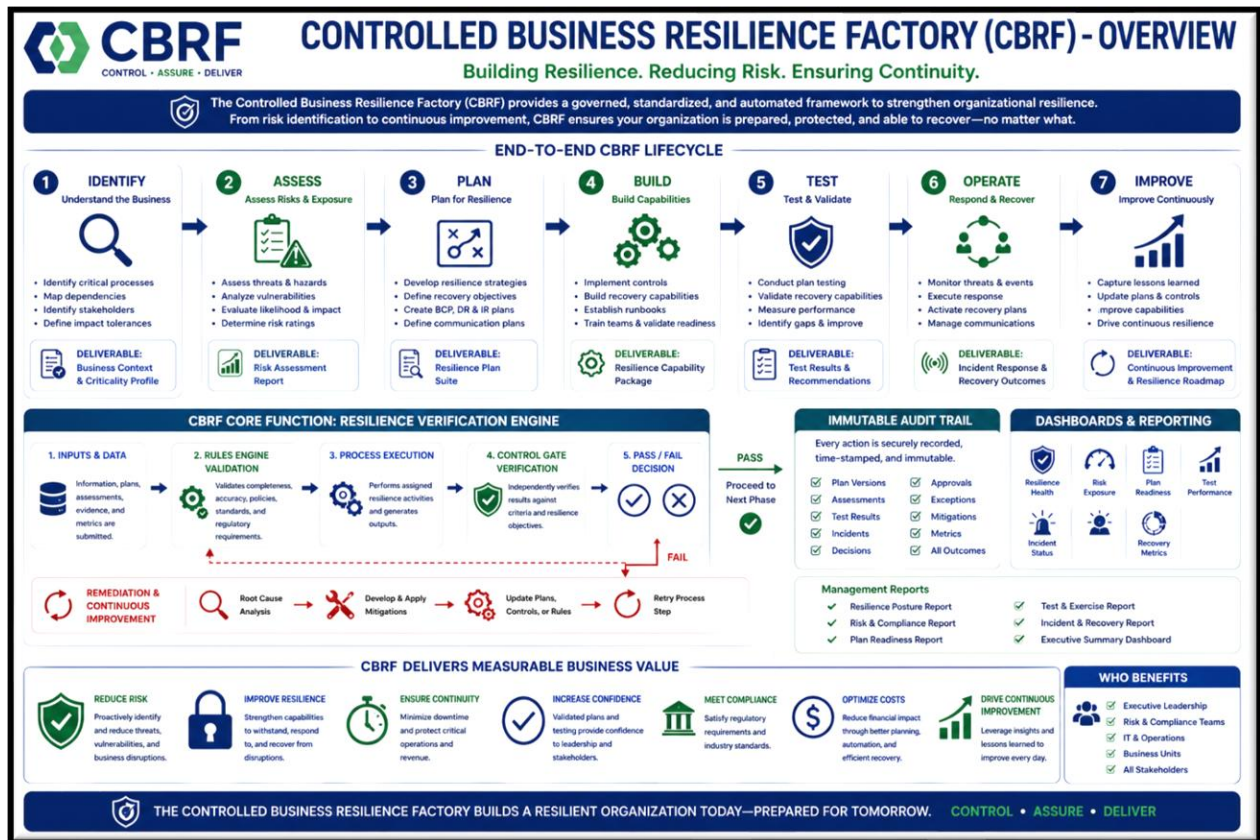 CBRF
CONTROL • ASSURE • DELIVER
CONTROLLED BUSINESS RESILIENCE FACTORY (CBRF) - OVERVIEW
Building Resilience. Reducing Risk. Ensuring Continuity.
The Controlled Business Resilience Factory (CBRF) provides a governed, standardized, and automated framework to strengthen organizational resilience.
From risk identification to continuous improvement, CBRF ensures your organization is prepared, protected, and able to recover—no matter what.
END-TO-END CBRF LIFECYCLE
1 IDENTIFY
Understand the Business
• Identify critical processes
• Map dependencies
• Identify stakeholders
• Define impact tolerances
DELIVERABLE:
Business Context
& Criticality Profile
2 ASSESS
Assess Risks & Exposure
• Assess threats & hazards
• Analyze vulnerabilities
• Evaluate likelihood & impact
• Determine risk ratings
DELIVERABLE:
Risk Assessment
Report
3 PLAN
Plan for Resilience
• Develop resilience strategies
• Define recovery objectives
• Create BCP, DR & IR plans
• Define communication plans
DELIVERABLE:
Resilience Plan
Suite
4 BUILD
Build Capabilities
• Implement controls
• Build recovery capabilities
• Establish runbooks
• Train teams & validate readiness
DELIVERABLE:
Resilience Capability
Package
5 TEST
Test & Validate
• Conduct plan testing
• Validate recovery capabilities
• Measure performance
• Identify gaps & improve
DELIVERABLE:
Test Results &
Recommendations
6 OPERATE
Respond & Recover
• Monitor threats & events
• Execute response
• Activate recovery plans
• Manage communications
DELIVERABLE:
Incident Response &
Recovery Outcomes
7 IMPROVE
Improve Continuously
• Capture lessons learned
• Update plans & controls
• .mprove capabilities
• Drive continuous resilience
DELIVERABLE:
Continuous Improvement
& Resilience Roadmap
CBRF CORE FUNCTION: RESILIENCE VERIFICATION ENGINE
1. INPUTS & DATA
Information, plans,
assessments,
evidence, and
metrics are
submitted.
2. RULES ENGINE
VALIDATION
Validates completeness,
accuracy, policies,
standards, and
regulatory
requirements.
3. PROCESS EXECUTION
Performs assigned
resilience activities
and generates
outputs.
4. CONTROL GATE
VERIFICATION
Independently verifies
results against
criteria and resilience
objectives.
5. PASS / FAIL
DECISION
FAIL
PASS
Proceed to
Next Phase
REMEDIATION &
CONTINUOUS
IMPROVEMENT
Root Cause
Analysis
Develop & Apply
Mitigations
Update Plans,
Controls, or Rules
Retry Process
Step
IMMUTABLE AUDIT TRAIL
Every action is securely recorded,
time-stamped, and immutable.
Plan Versions
Assessments
Test Results
Incidents
Decisions
Approvals
Exceptions
Mitigations
Metrics
All Outcomes
DASHBOARDS & REPORTING
Resilience
Health
Risk
Exposure
Plan
Readiness
Test
Performance
Incident
Status
Recovery
Metrics
Management Reports
Resilience Posture Report
Risk & Compliance Report
Plan Readiness Report
Test & Exercise Report
Incident & Recovery Report
Executive Summary Dashboard
CBRF DELIVERS MEASURABLE BUSINESS VALUE
REDUCE RISK
Proactively identify
and reduce threats,
vulnerabilities, and
business disruptions.
IMPROVE RESILIENCE
Strengthen capabilities
to withstand, respond
to, and recover from
disruptions.
ENSURE CONTINUITY
Minimize downtime
and protect critical
operations and
revenue.
INCREASE CONFIDENCE
Validated plans and
testing provide confidence
to leadership and
stakeholders.
MEET COMPLIANCE
Satisfy regulatory
requirements and
industry standards.
OPTIMIZE COSTS
Reduce financial impact
through better planning,
automation, and
efficient recovery.
DRIVE CONTINUOUS
IMPROVEMENT
Leverage insights and
lessons learned to
improve every day.
WHO BENEFITS
Executive Leadership
Risk & Compliance Teams
IT & Operations
Business Units
All Stakeholders
THE CONTROLLED BUSINESS RESILIENCE FACTORY BUILDS A RESILIENT ORGANIZATION TODAY—PREPARED FOR TOMORROW. CONTROL • ASSURE • DELIVER